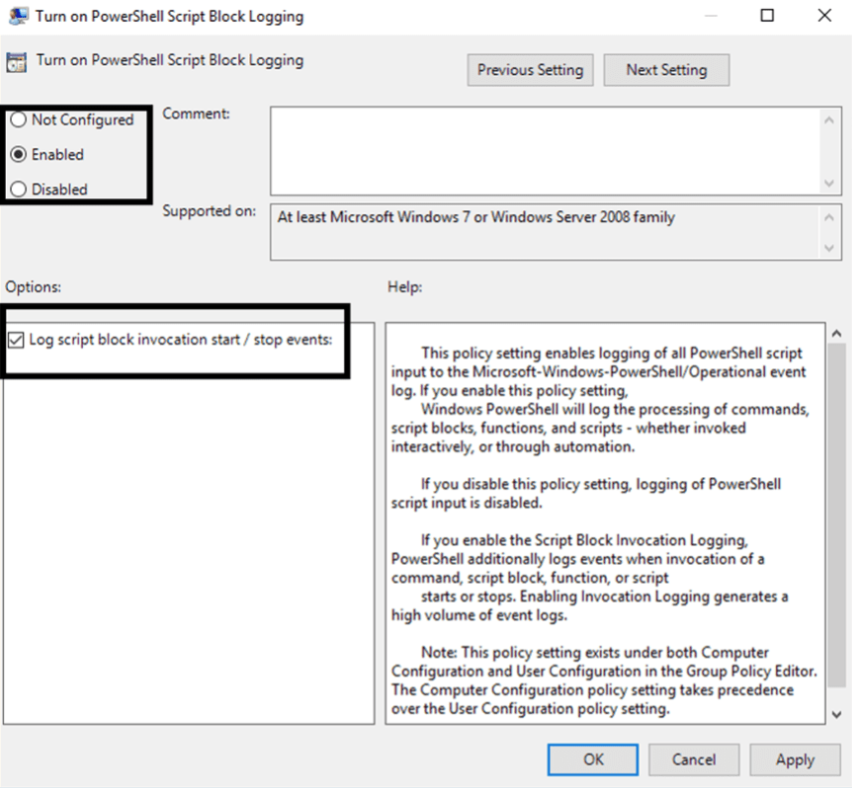 Turn on PowerShell Script Block Logging
Turn on PowerShell Script Block Logging
Previous Setting
Next Setting
Not Configured
Enabled
Disabled
Comment:
Supported on:
At least Microsoft Windows 7 or Windows Server 2008 family
Options:
Help:
Log script block invocation start / stop events:
This policy setting enables logging of all PowerShell script
input to the Microsoft-Windows-PowerShell/Operational event
log. If you enable this policy setting,
Windows PowerShell will log the processing of commands,
script blocks, functions, and scripts - whether invoked
interactively, or through automation.
If you disable this policy setting, logging of PowerShell
script input is disabled.
If you enable the Script Block Invocation Logging,
PowerShell additionally logs events when invocation of a
command, script block, function, or script
starts or stops. Enabling Invocation Logging generates a
high volume of event logs.
Note: This policy setting exists under both Computer
Configuration and User Configuration in the Group Policy Editor.
The Computer Configuration policy setting takes precedence
over the User Configuration policy setting.
OK
Cancel
Apply